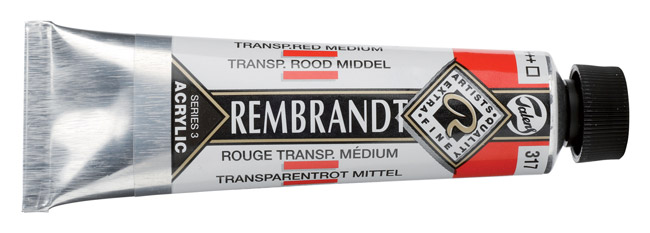 TRANSP.RED MEDIUM
TRANSP. ROOD MIDDEL
SERIES 3
ACRYLIC
REMBRANDT
ARTISTS QUALITY
EXTRA FINE
Talens
317
ROUGE TRANSP. MÉDIUM
TRANSPARENTROT MITTEL